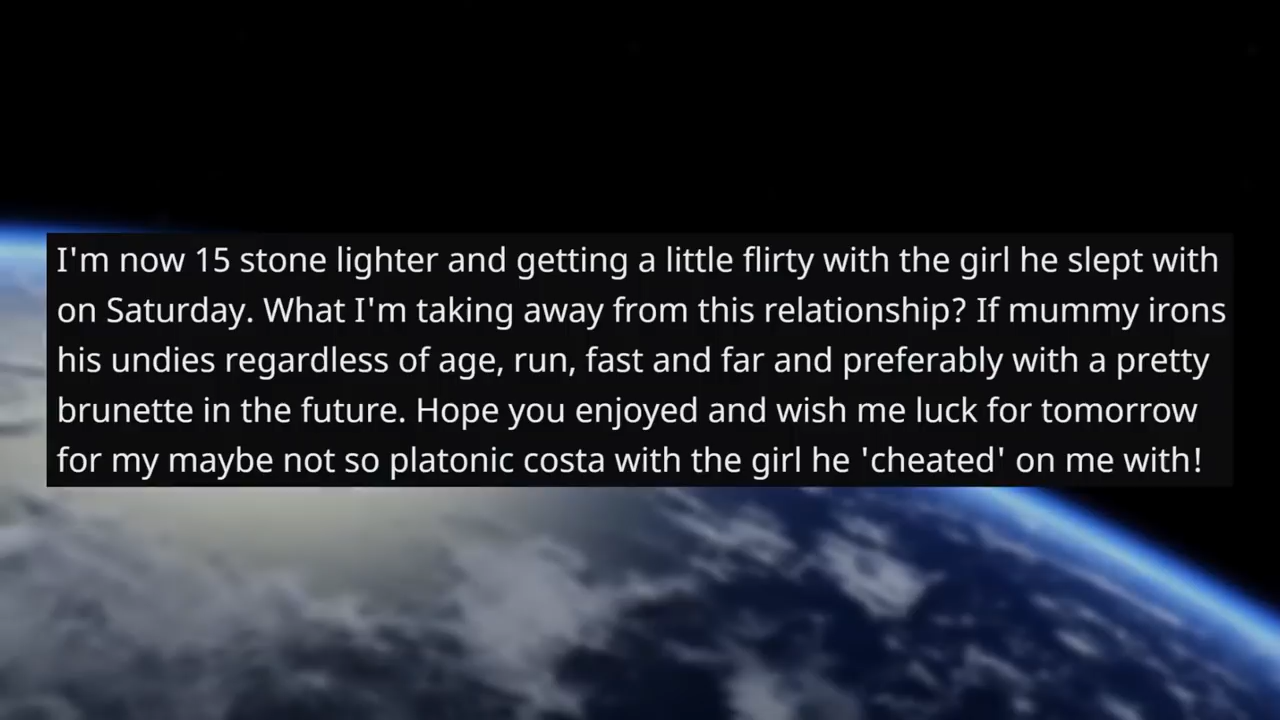 I'm now 15 stone lighter and getting a little flirty with the girl he slept with
on Saturday. What I'm taking away from this relationship? If mummy irons
his undies regardless of age, run, fast and far and preferably with a pretty
brunette in the future. Hope you enjoyed and wish me luck for tomorrow
for my maybe not so platonic costa with the girl he 'cheated' on me with!